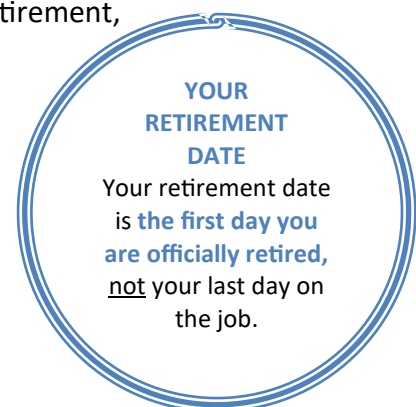 tirement,
YOUR
RETIREMENT
DATE
Your retirement date
is the first day you
are officially retired,
not your last day on
the job.